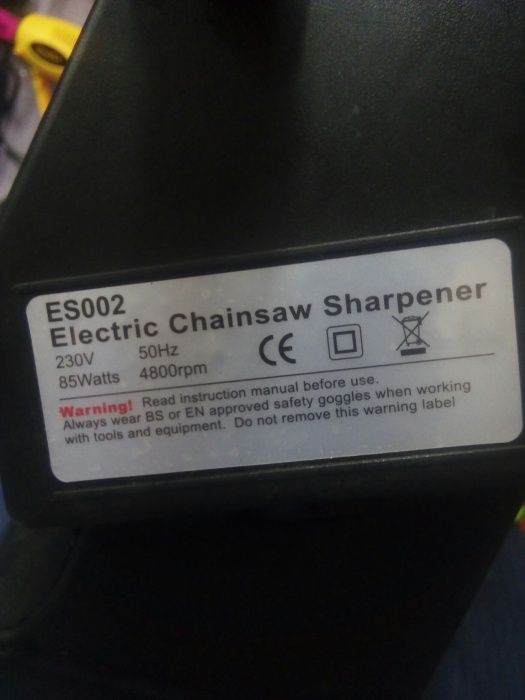 ES002
Electric Chainsaw Sharpener
230V 50Hz
85Watts 4800rpm
CE
Warning! Read instruction manual before use.
Always wear BS or EN approved safety goggles when working
with tools and equipment. Do not remove this warning label